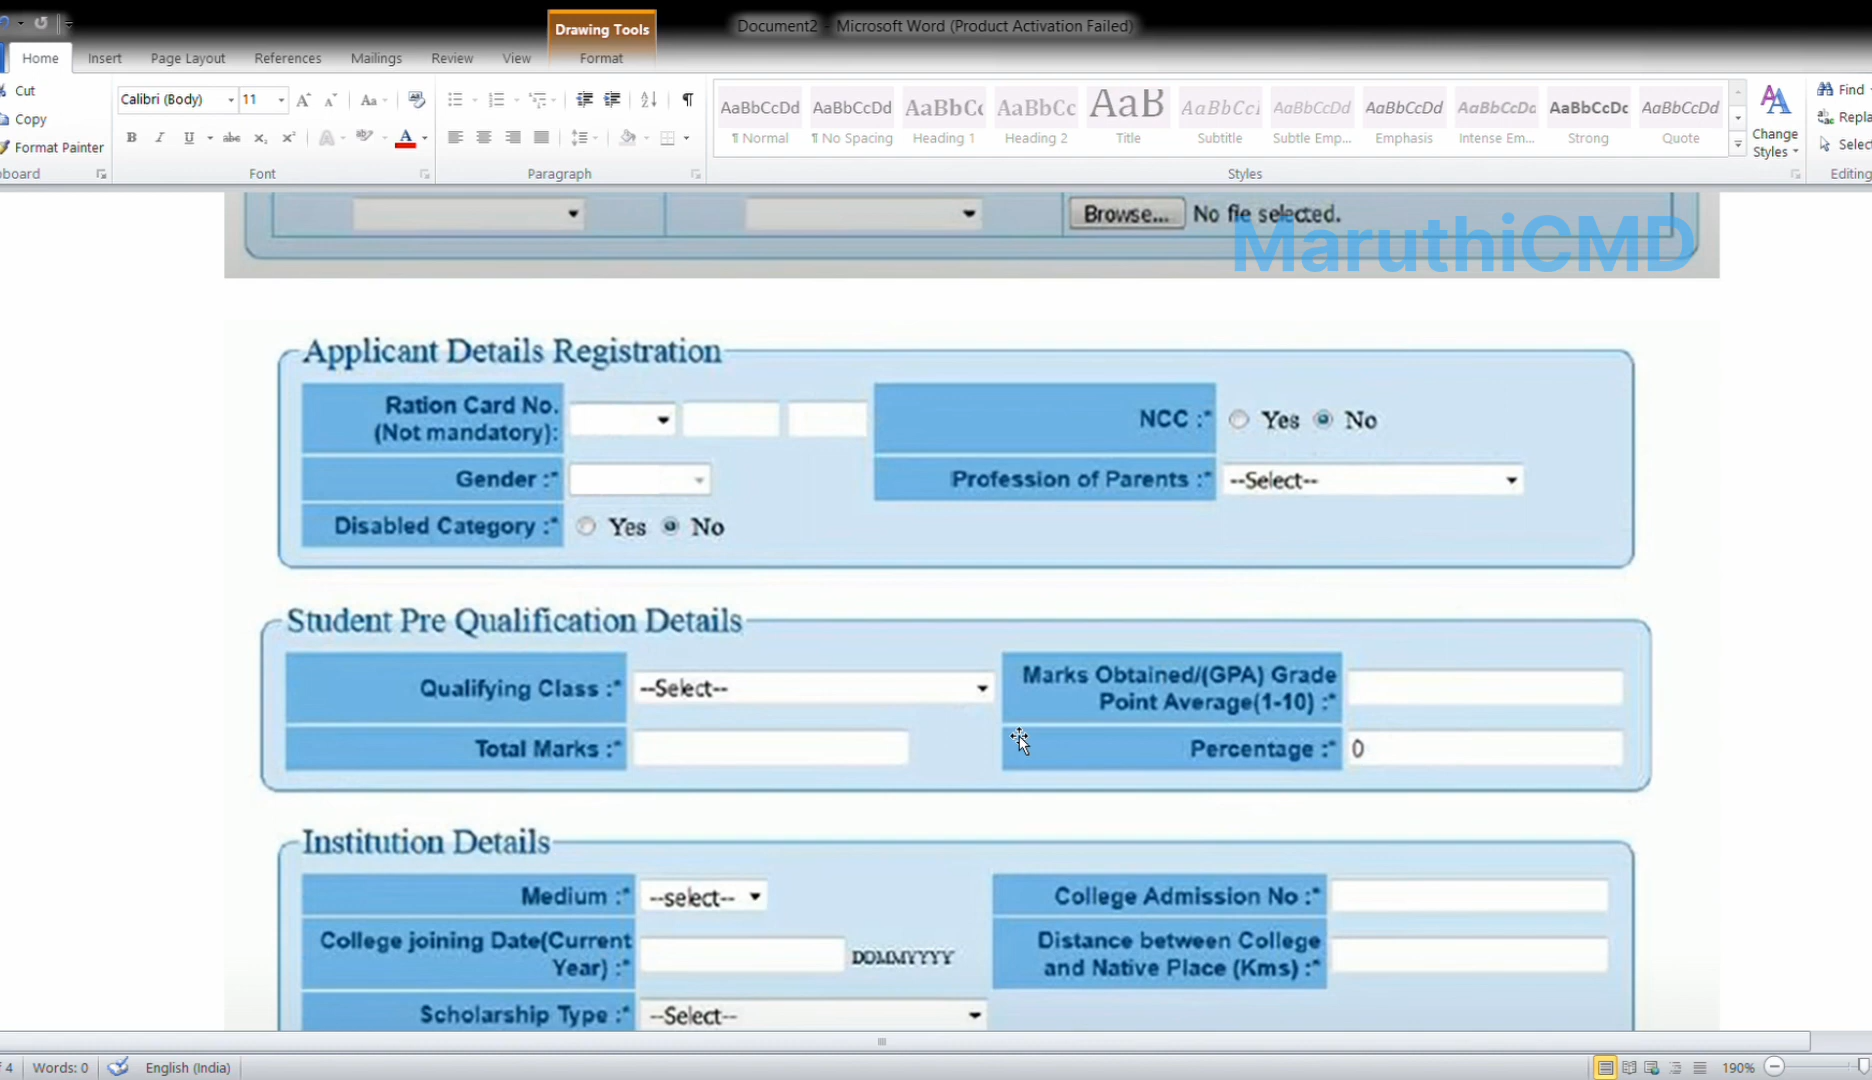 Document2 - Microsoft Word (Product Activation Failed)
Drawing Tools
Home Insert Page Layout References Mailings Review View Format
Cut
Copy
Format Painter
Calibri (Body) 11
Font
Paragraph
AaBbCcDd AaBbCcDd AaBbCc AaBbCc AaB AaBbCcI AaBbCcDd AaBbCcDd AaBbCcDd AaBbCcDc AaBbCcDd
¶ Normal ¶ No Spacing Heading 1 Heading 2 Title Subtitle Subtle Emp... Emphasis Intense Em... Strong Quote
Change
Styles
Styles
Find
Editing
Browse... No file selected.
MaruthiCMD
Applicant Details Registration
Ration Card No.
(Not mandatory):
NCC :* Yes No
Gender :*
Profession of Parents :* --Select--
Disabled Category :* Yes No
Student Pre Qualification Details
Qualifying Class :* --Select--
Marks Obtained/(GPA) Grade
Point Average(1-10) :*
Total Marks :*
Percentage :* 0
Institution Details
Medium :* --select--
College Admission No :*
College joining Date(Current
Year) :*
DDMMYYYY
Distance between College
and Native Place (Kms) :*
Scholarship Type :* --Select--
4 Words: 0 English (India) 190%